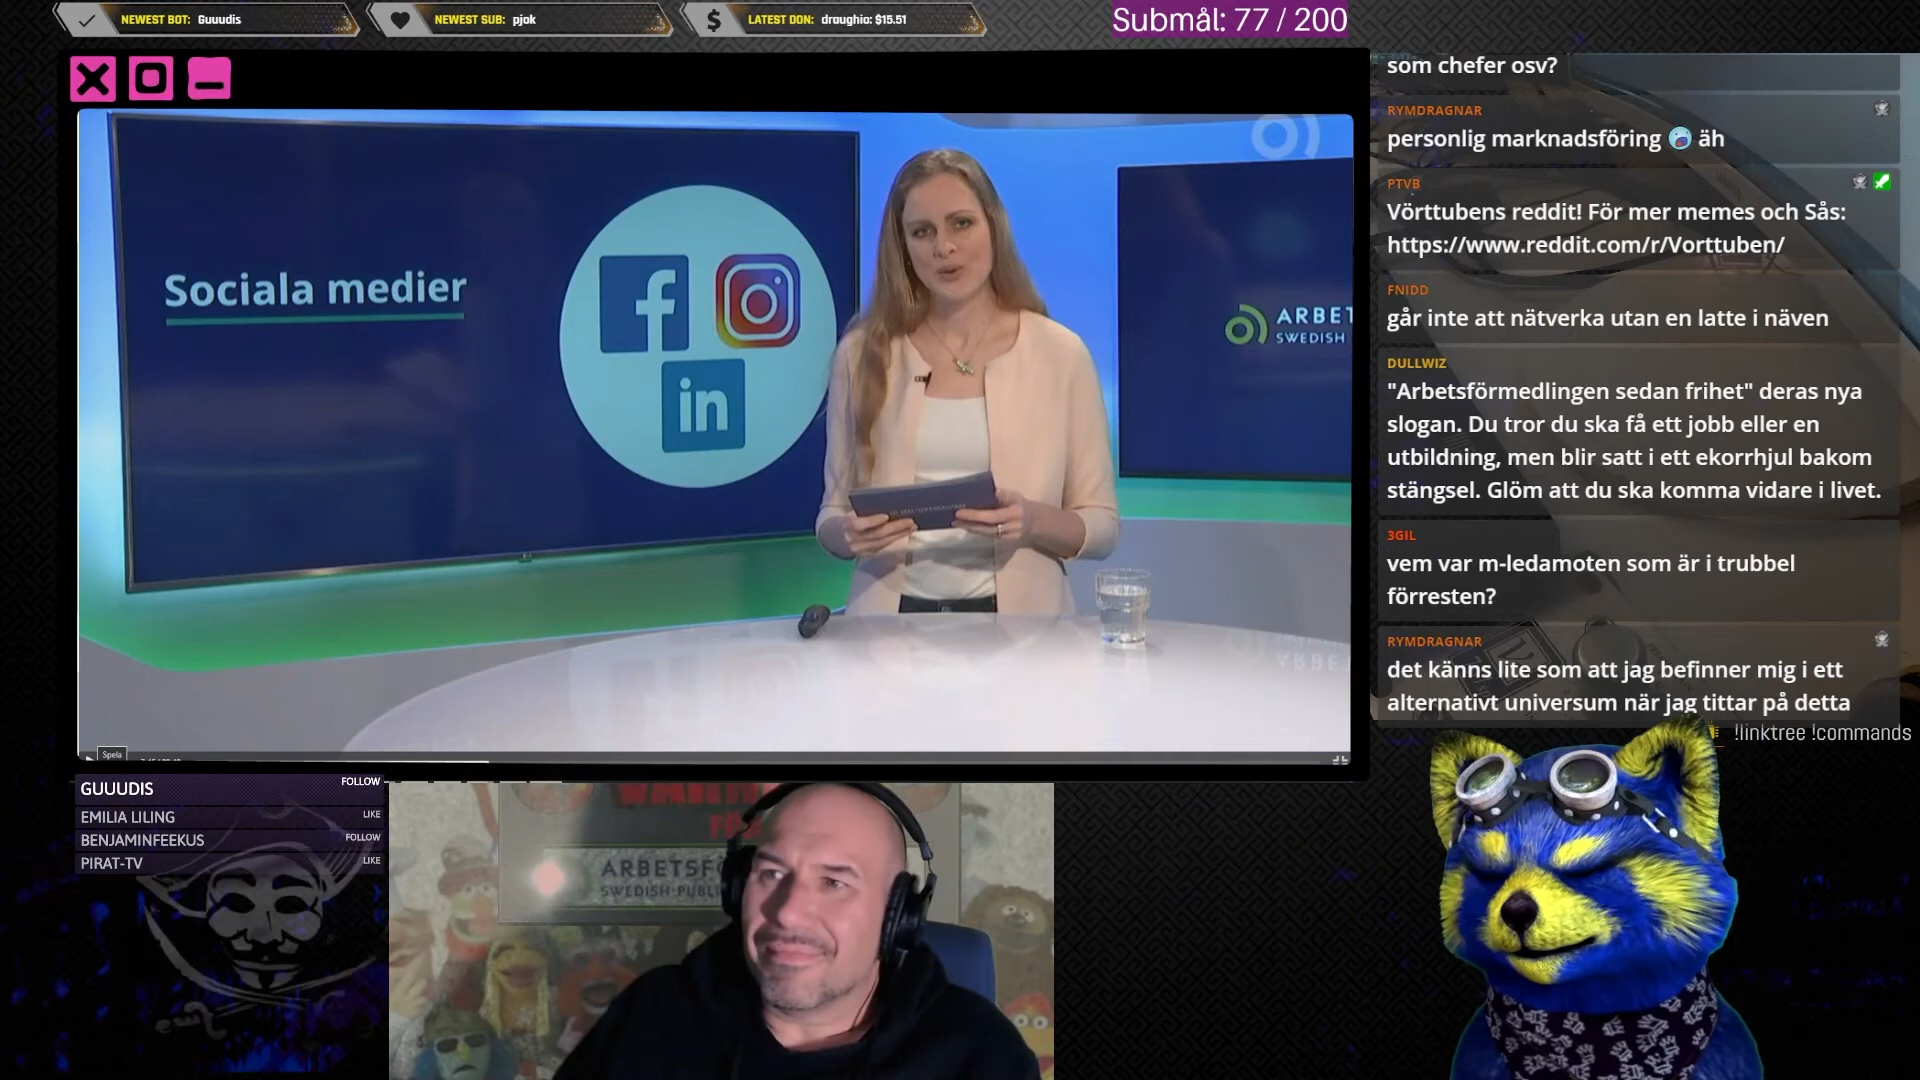 NEWEST BOT: Guuudis
NEWEST SUB: pjok
LATEST DON: draughio: $15.51
Submål: 77 / 200
som chefer osv?
RYMDRAGNAR
personlig marknadsföring äh
PTVB
Vörttubens reddit! För mer memes och Sås:
https://www.reddit.com/r/Vorttuben/
FNIDD
går inte att nätverka utan en latte i näven
DULLWIZ
"Arbetsförmedlingen sedan frihet" deras nya
slogan. Du tror du ska få ett jobb eller en
utbildning, men blir satt i ett ekorrhjul bakom
stängsel. Glöm att du ska komma vidare i livet.
3GIL
vem var m-ledamoten som är i trubbel
förresten?
RYMDRAGNAR
det känns lite som att jag befinner mig i ett
alternativt universum när jag tittar på detta
!linktree !commands
Sociala medier
f
in
ARBET
SWEDISH
Spela
GUUUDIS FOLLOW
EMILIA LILING LIKE
BENJAMINFEEKUS FOLLOW
PIRAT-TV LIKE
ARBETSFÖ
SWEDISH PUBLI